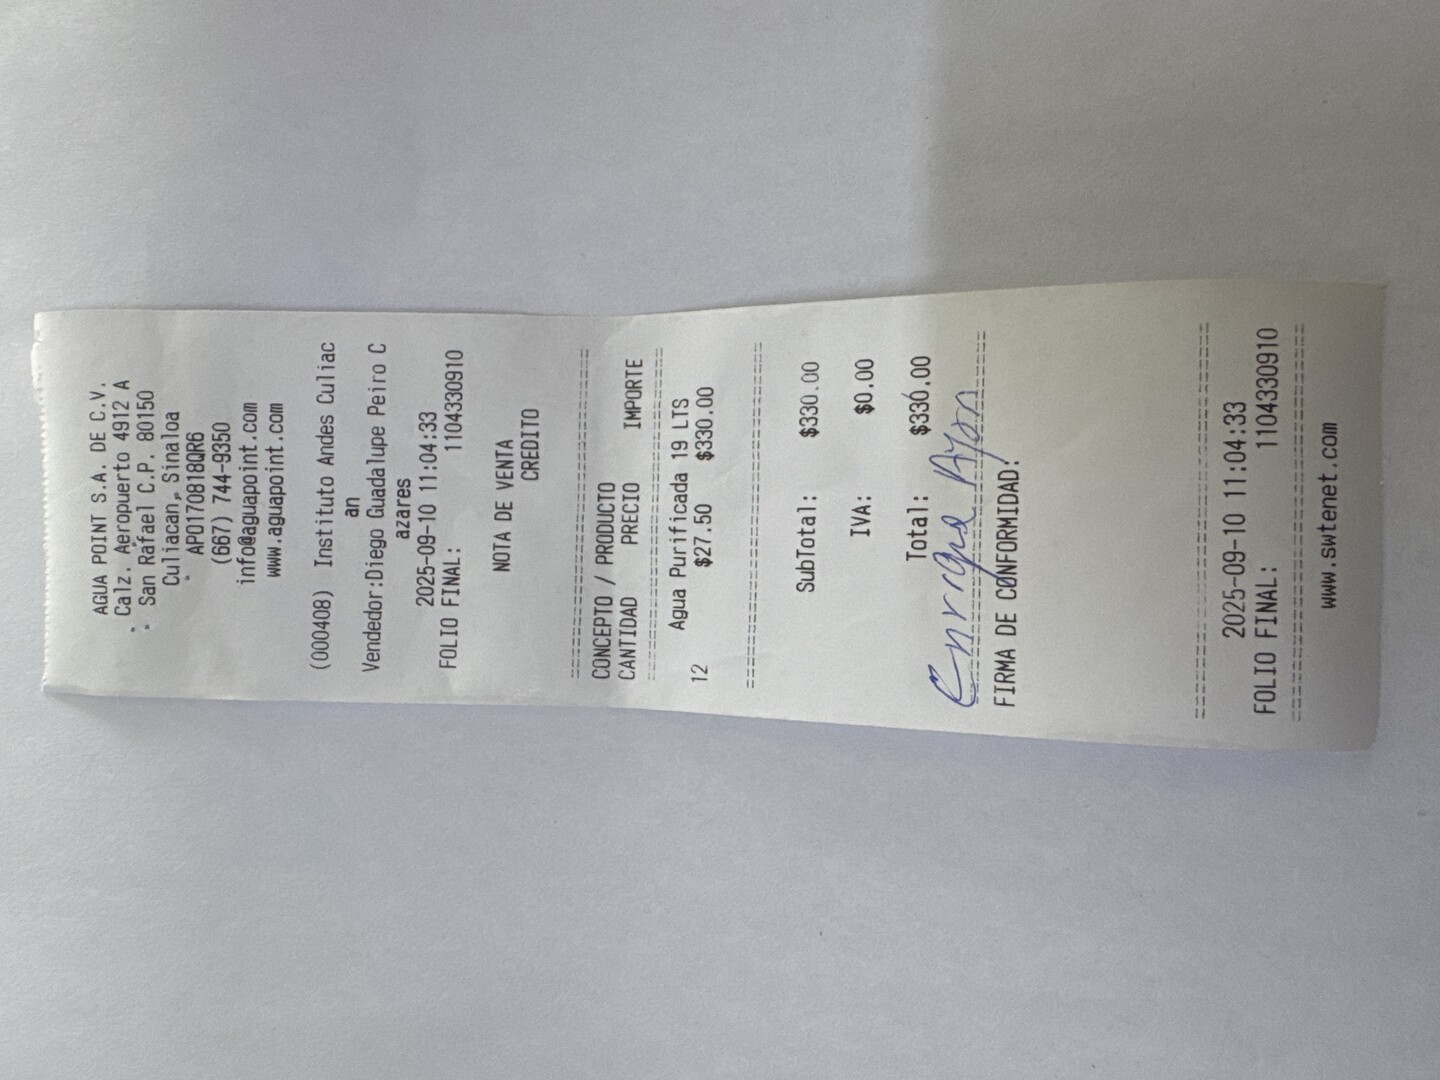 AGUA POINT S.A. DE C.V.
Calz. Aeropuerto 4912 A
San Rafael C.P. 80150
Culiacan, Sinaloa
APO170818QR6
(667) 744-9350
info@aguapoint.com
www.aguapoint.com
(000408) Instituto Andes Culiac
an
Vendedor:Diego Guadalupe Peiro C
azares
2025-09-10 11:04:33
FOLIO FINAL: 1104330910
NOTA DE VENTA
CREDITO
================================
CONCEPTO / PRODUCTO
CANTIDAD PRECIO IMPORTE
================================
Agua Purificada 19 LTS
12 $27.50 $330.00
================================
SubTotal: $330.00
IVA: $0.00
Total: $330.00
Enrique Ayon
================================
FIRMA DE CONFORMIDAD:
================================
2025-09-10 11:04:33
FOLIO FINAL: 1104330910
================================
www.swtenet.com